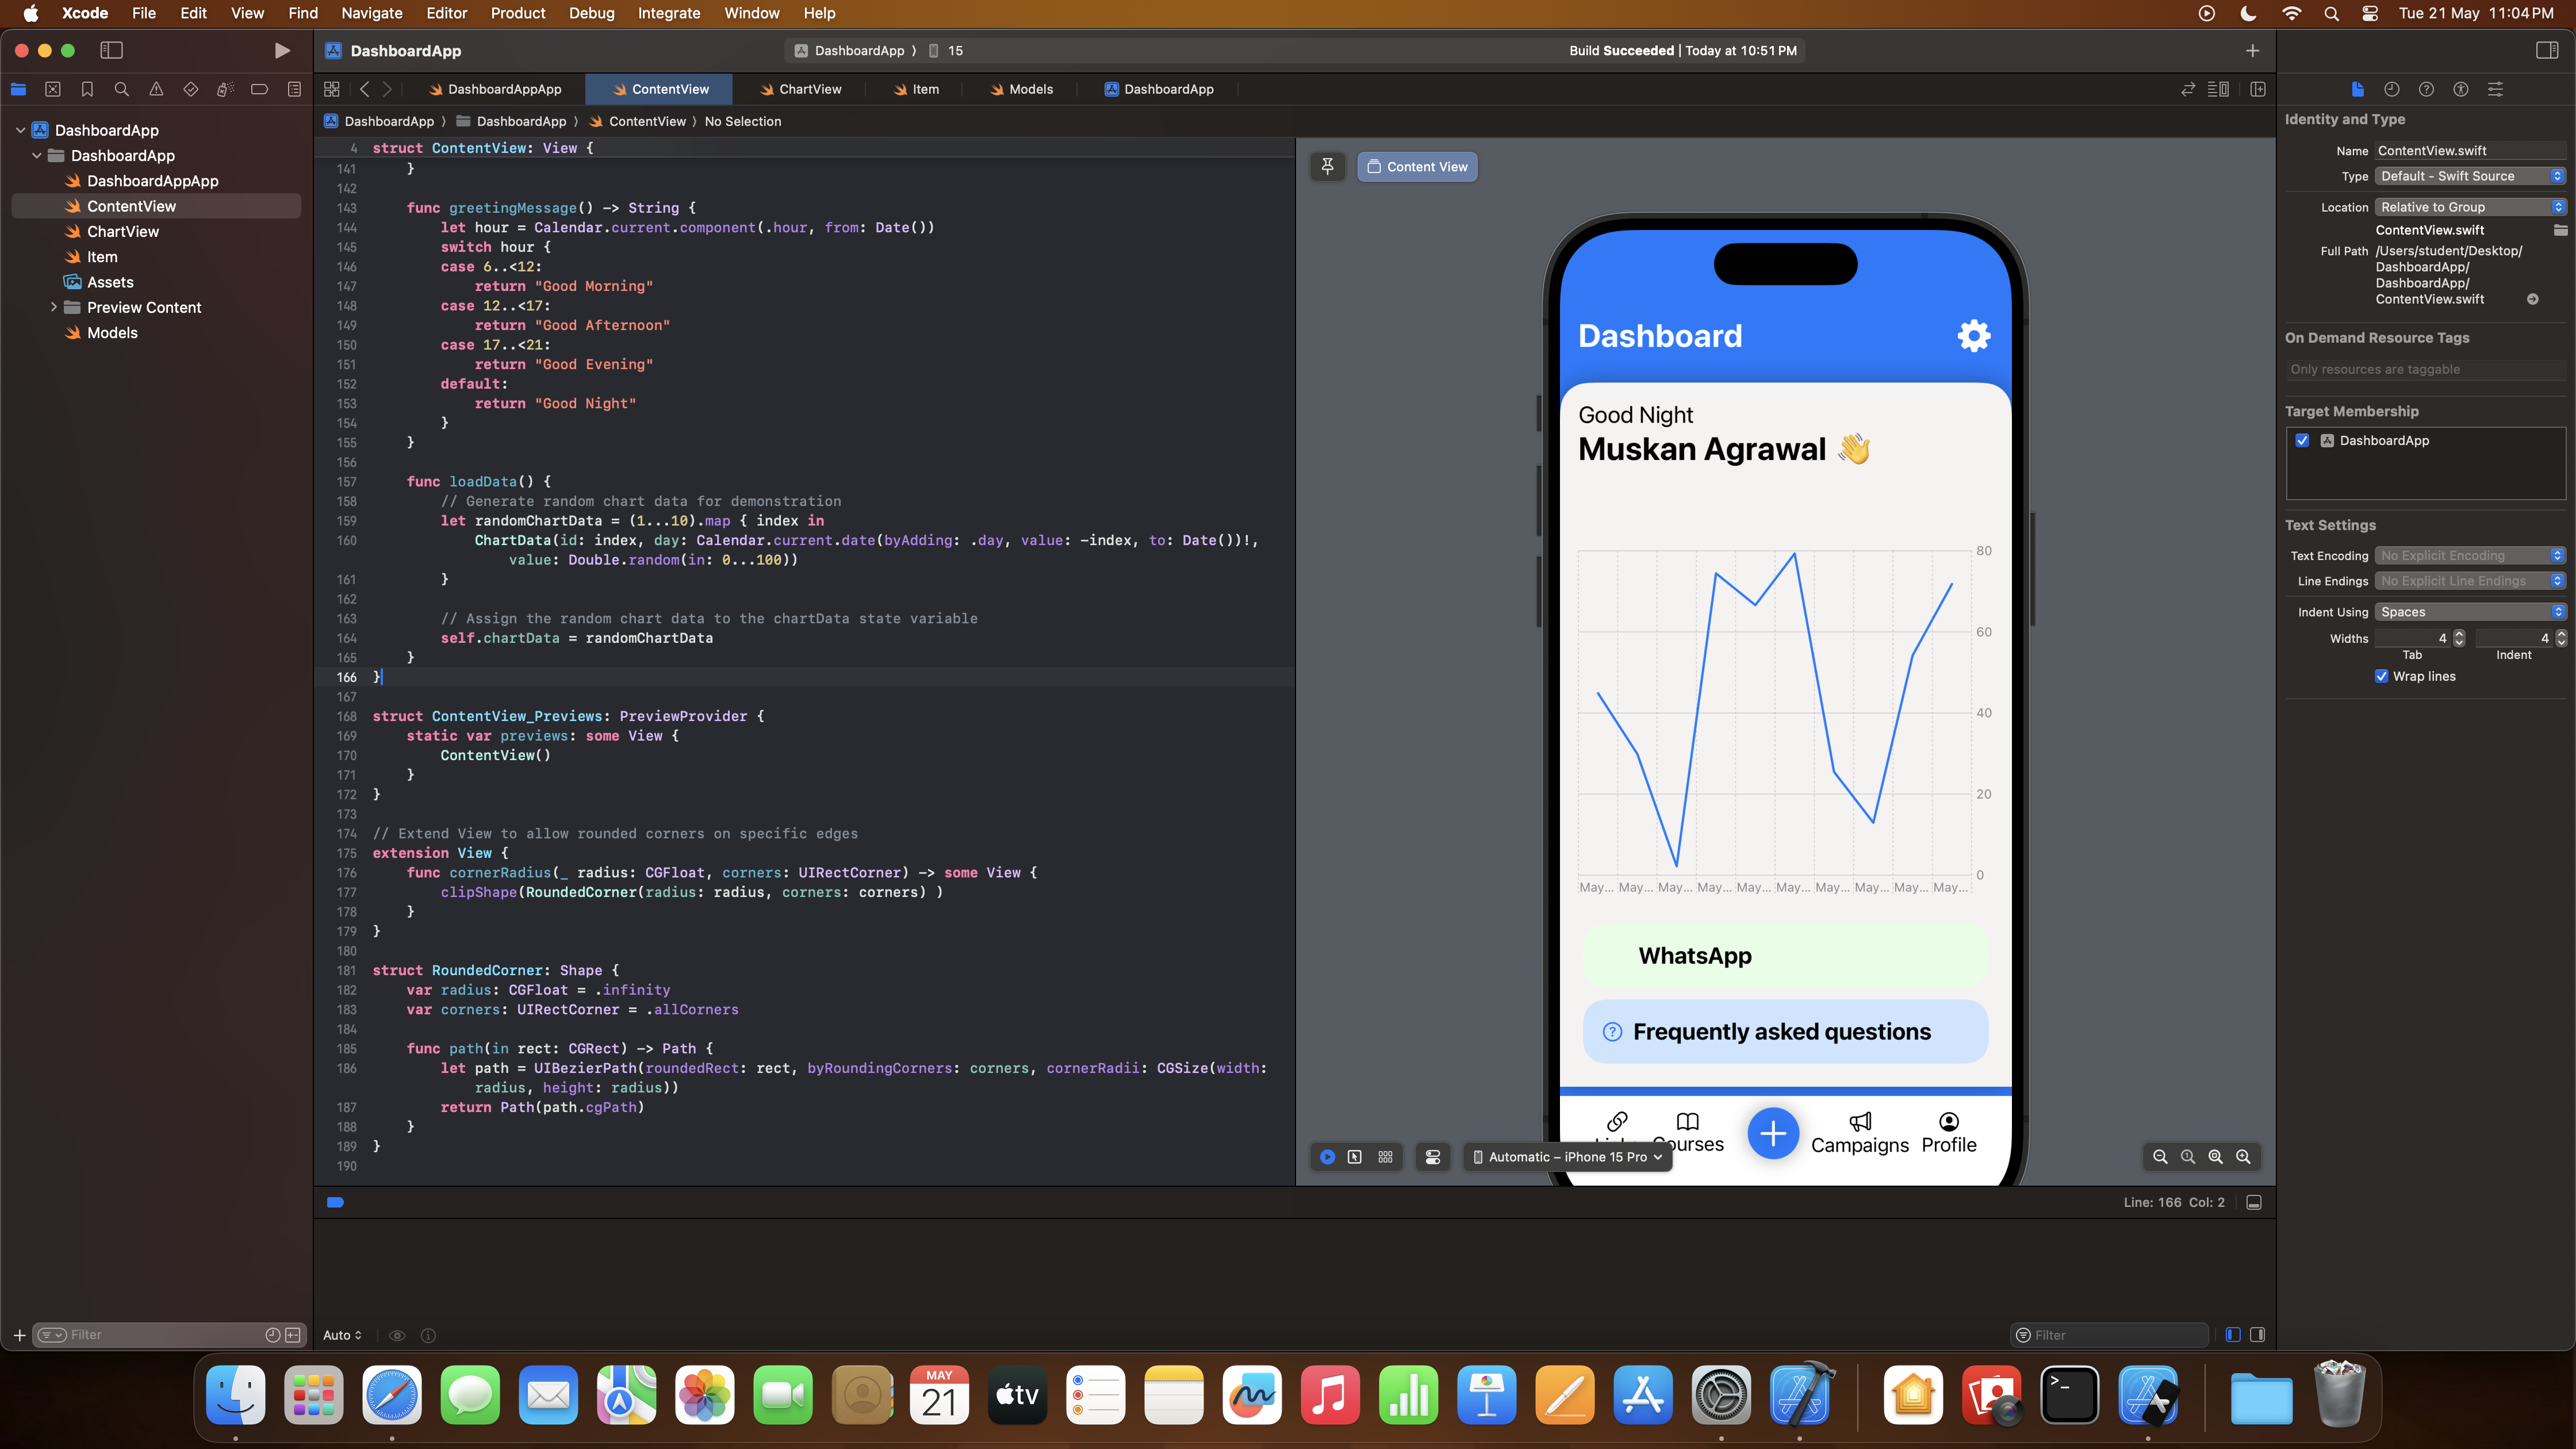 Xcode File Edit View Find Navigate Editor Product Debug Integrate Window Help
Tue 21 May 11:04 PM
DashboardApp
DashboardApp 〉 15
Build Succeeded | Today at 10:51 PM
DashboardAppApp
ContentView
ChartView
Item
Models
DashboardApp
DashboardApp 〉 DashboardApp 〉 ContentView 〉 No Selection
DashboardApp
DashboardApp
DashboardAppApp
ContentView
ChartView
Item
Assets
Preview Content
Models
Filter
4 struct ContentView: View {
141 }
142
143 func greetingMessage() -> String {
144 let hour = Calendar.current.component(.hour, from: Date())
145 switch hour {
146 case 6..<12:
147 return "Good Morning"
148 case 12..<17:
149 return "Good Afternoon"
150 case 17..<21:
151 return "Good Evening"
152 default:
153 return "Good Night"
154 }
155 }
156
157 func loadData() {
158 // Generate random chart data for demonstration
159 let randomChartData = (1...10).map { index in
160 ChartData(id: index, day: Calendar.current.date(byAdding: .day, value: -index, to: Date())!,
value: Double.random(in: 0...100))
161 }
162
163 // Assign the random chart data to the chartData state variable
164 self.chartData = randomChartData
165 }
166 }
167
168 struct ContentView_Previews: PreviewProvider {
169 static var previews: some View {
170 ContentView()
171 }
172 }
173
174 // Extend View to allow rounded corners on specific edges
175 extension View {
176 func cornerRadius(_ radius: CGFloat, corners: UIRectCorner) -> some View {
177 clipShape(RoundedCorner(radius: radius, corners: corners) )
178 }
179 }
180
181 struct RoundedCorner: Shape {
182 var radius: CGFloat = .infinity
183 var corners: UIRectCorner = .allCorners
184
185 func path(in rect: CGRect) -> Path {
186 let path = UIBezierPath(roundedRect: rect, byRoundingCorners: corners, cornerRadii: CGSize(width:
radius, height: radius))
187 return Path(path.cgPath)
188 }
189 }
190
Content View
Dashboard
Good Night
Muskan Agrawal 👋
80
60
40
20
0
May... May... May... May... May... May... May... May... May... May...
WhatsApp
Frequently asked questions
Courses
Campaigns
Profile
Automatic – iPhone 15 Pro
Line: 166 Col: 2
Auto
Filter
Identity and Type
Name ContentView.swift
Type Default - Swift Source
Location Relative to Group
ContentView.swift
Full Path /Users/student/Desktop/
DashboardApp/
DashboardApp/
ContentView.swift
On Demand Resource Tags
Only resources are taggable
Target Membership
DashboardApp
Text Settings
Text Encoding No Explicit Encoding
Line Endings No Explicit Line Endings
Indent Using Spaces
Widths 4 4
Tab Indent
Wrap lines
MAY
21
tv